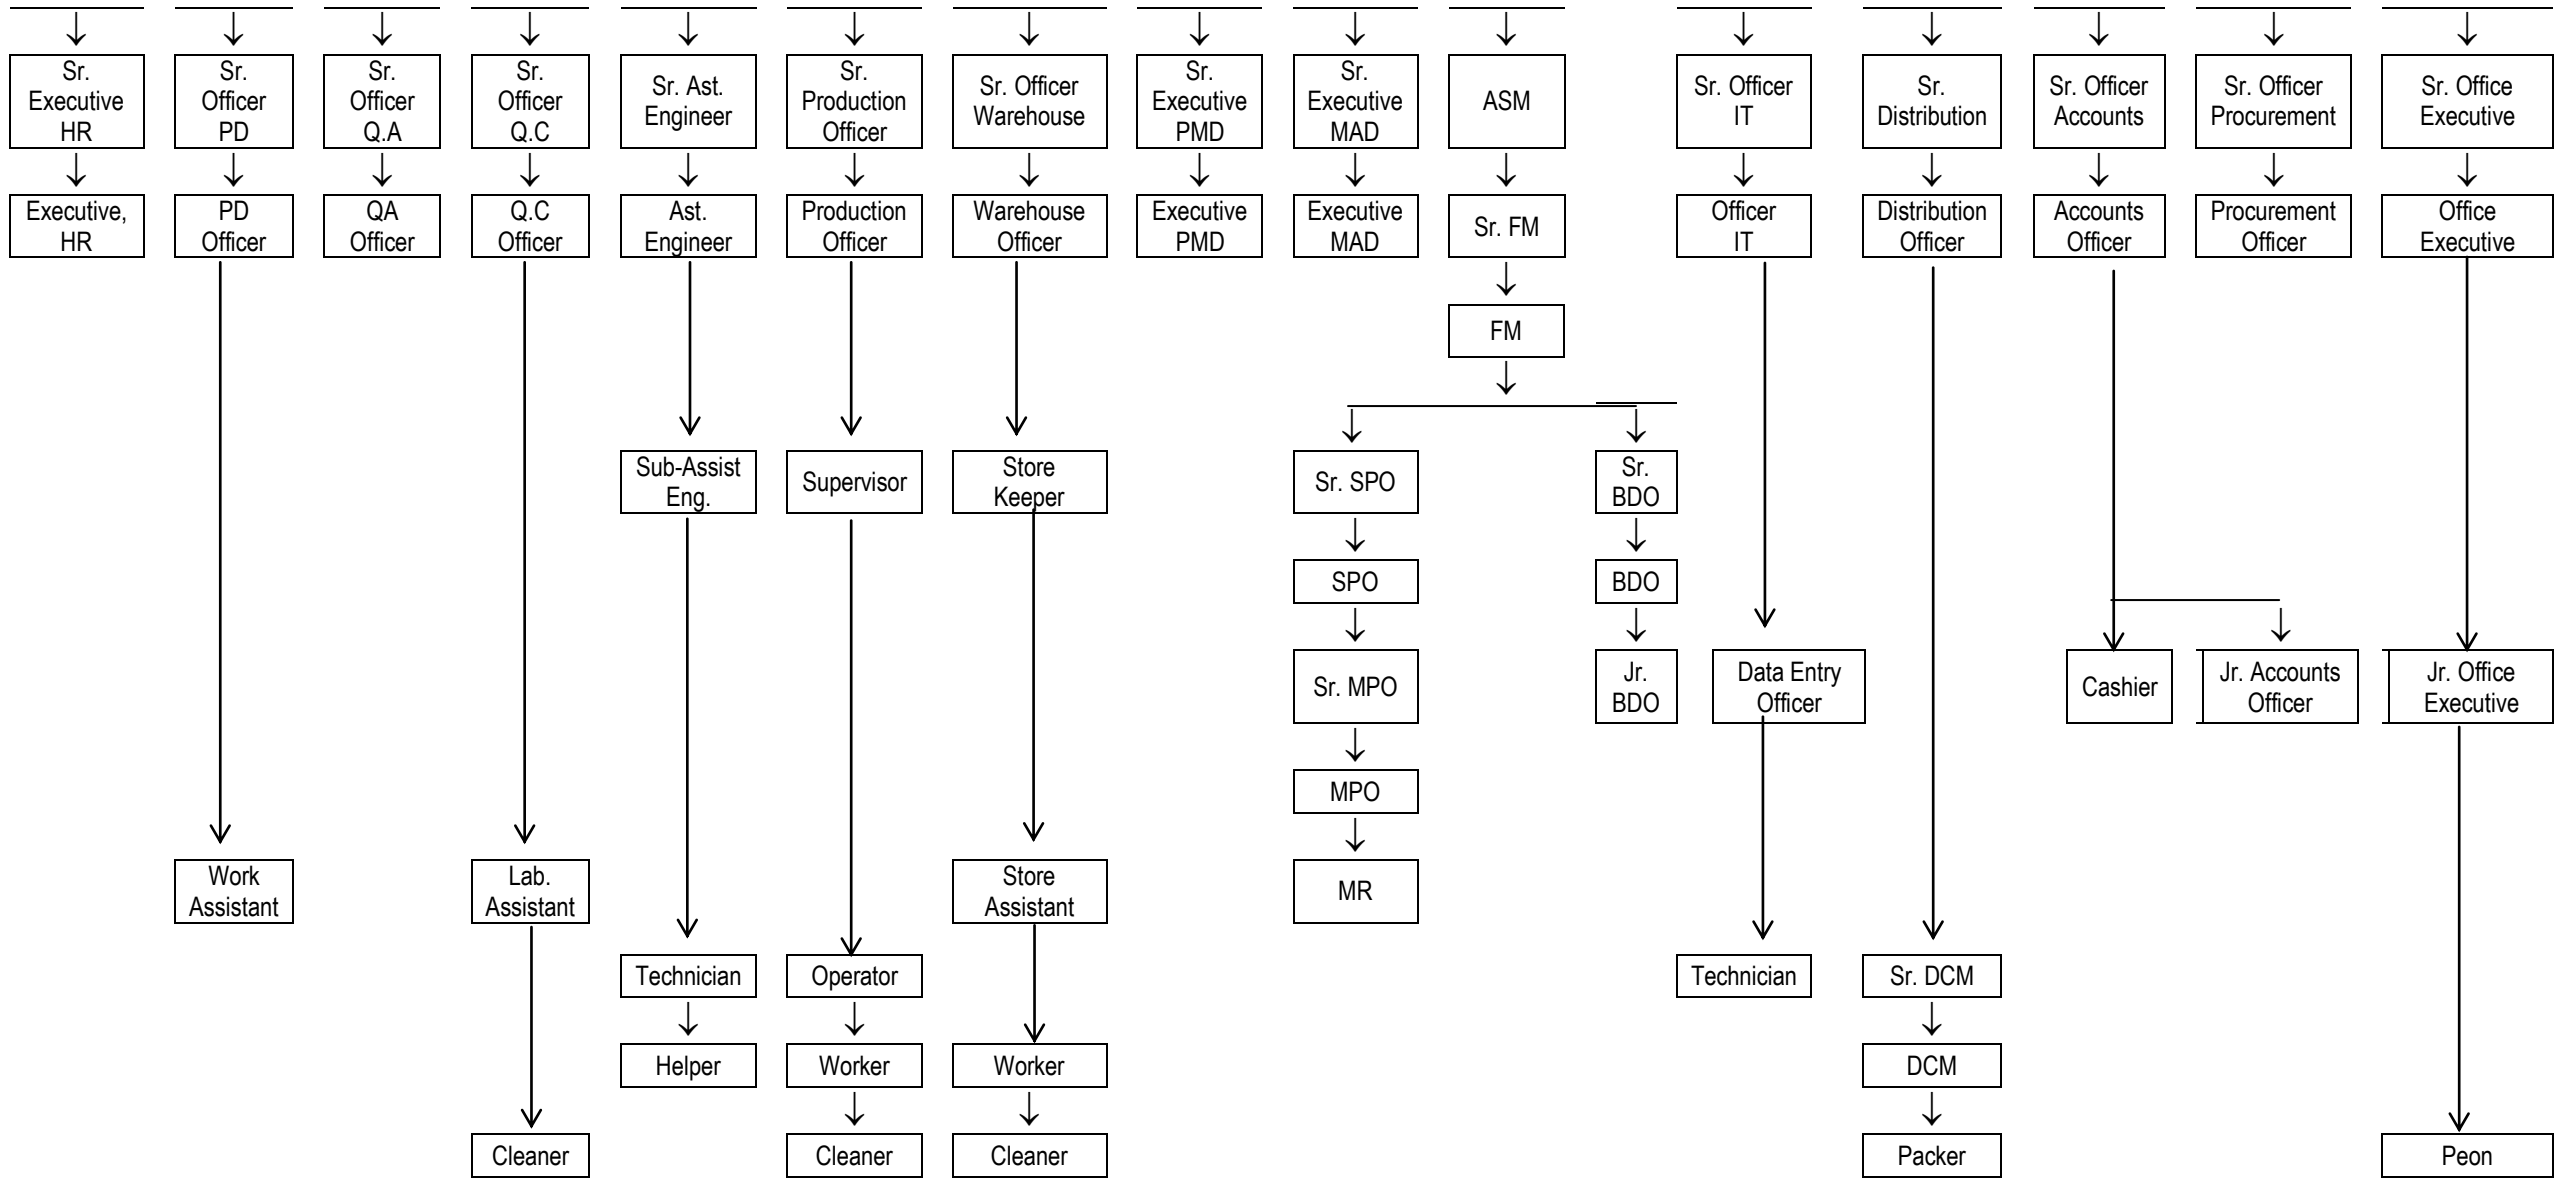 Sr.
Executive
HR
Sr.
Officer
PD
Sr.
Officer
Q.A
Sr.
Officer
Q.C
Sr. Ast.
Engineer
Sr.
Production
Officer
Sr. Officer
Warehouse
Sr.
Executive
PMD
Sr.
Executive
MAD
ASM
Sr. Officer
IT
Sr.
Distribution
Sr. Officer
Accounts
Sr. Officer
Procurement
Sr. Office
Executive
Executive,
HR
PD
Officer
QA
Officer
Q.C
Officer
Ast.
Engineer
Production
Officer
Warehouse
Officer
Executive
PMD
Executive
MAD
Sr. FM
Officer
IT
Distribution
Officer
Accounts
Officer
Procurement
Officer
Office
Executive
FM
Sub-Assist
Eng.
Supervisor
Store
Keeper
Sr. SPO
Sr.
BDO
SPO
BDO
Sr. MPO
Jr.
BDO
Data Entry
Officer
Cashier
Jr. Accounts
Officer
Jr. Office
Executive
MPO
Work
Assistant
Lab.
Assistant
Store
Assistant
MR
Technician
Operator
Technician
Sr. DCM
Helper
Worker
Worker
DCM
Cleaner
Cleaner
Cleaner
Packer
Peon